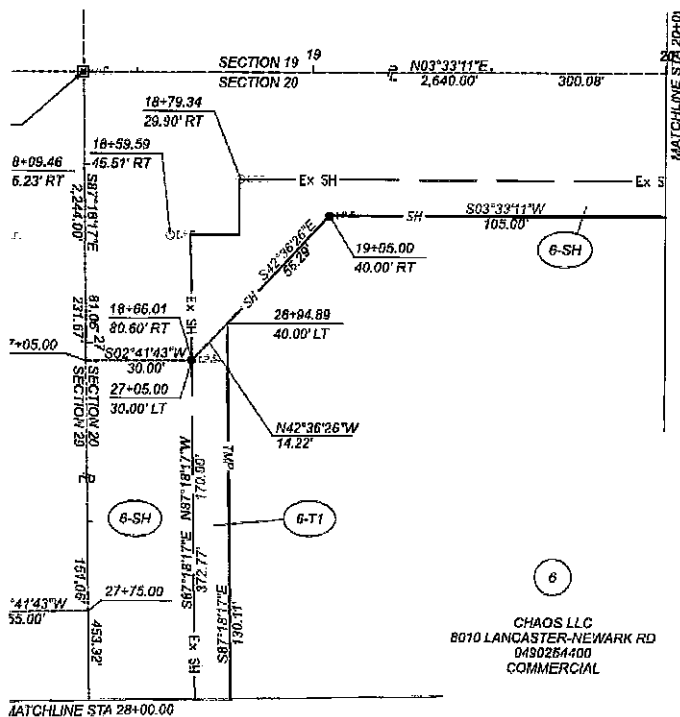 19
SECTION 19
SECTION 20
N03°33'11"E
2,640.00'
300.08'
MATCHLINE STA 20+0
18+79.34
29.90' RT
18+59.59
45.51' RT
8+09.46
6.23' RT
Ex SH
Ex S
S87°18'17"E
2,244.00'
S42°36'26"E
56.29'
SH
SH
S03°33'11"W
105.00'
6-SH
19+95.00
40.00' RT
81.06'
27
231.67'
Ex SH
18+66.01
80.60' RT
26+94.89
40.00' LT
7+05.00
S02°41'43"W
30.00'
27+05.00
30.00' LT
SECTION 20
SECTION 29
N42°36'26"W
14.22'
TMP
N87°18'17"W
170.00'
S87°18'17"E
372.77'
6-SH
6-T1
6
151.06'
°41'43"W
55.00'
27+75.00
453.32'
Ex SH
S87°18'17"E
130.11'
CHAOS LLC
8010 LANCASTER-NEWARK RD
0490264400
COMMERCIAL
MATCHLINE STA 28+00.00